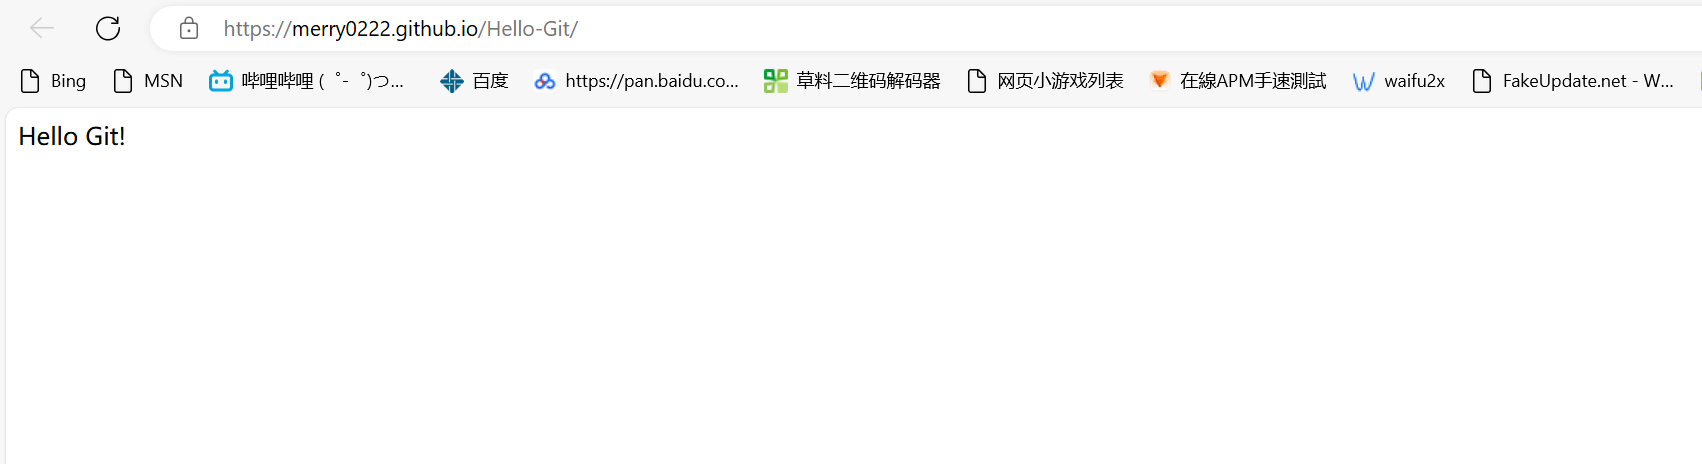 https://merry0222.github.io/Hello-Git/
Bing MSN 哔哩哔哩 (゜-゜)つ... 百度 https://pan.baidu.co... 草料二维码解码器 网页小游戏列表 在線APM手速測試 waifu2x FakeUpdate.net - W...
Hello Git!